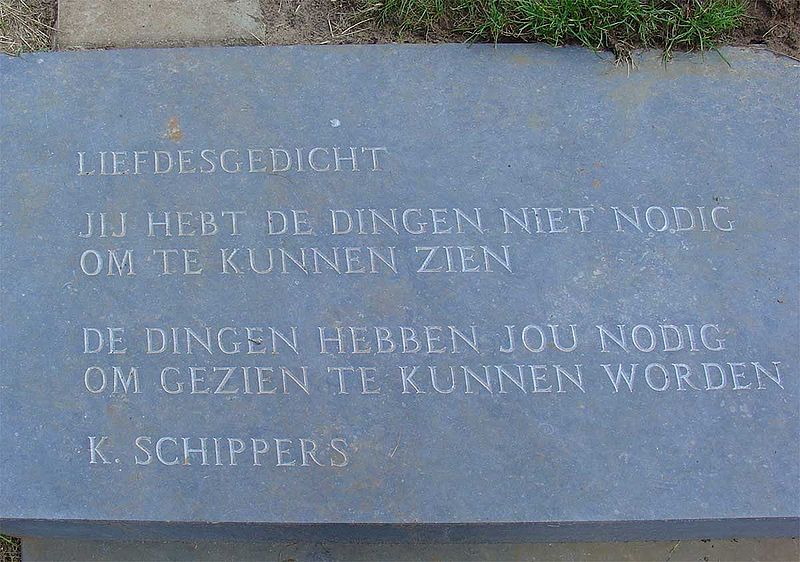 LIEFDESGEDICHT
JIJ HEBT DE DINGEN NIET NODIG
OM TE KUNNEN ZIEN
DE DINGEN HEBBEN JOU NODIG
OM GEZIEN TE KUNNEN WORDEN
K. SCHIPPERS